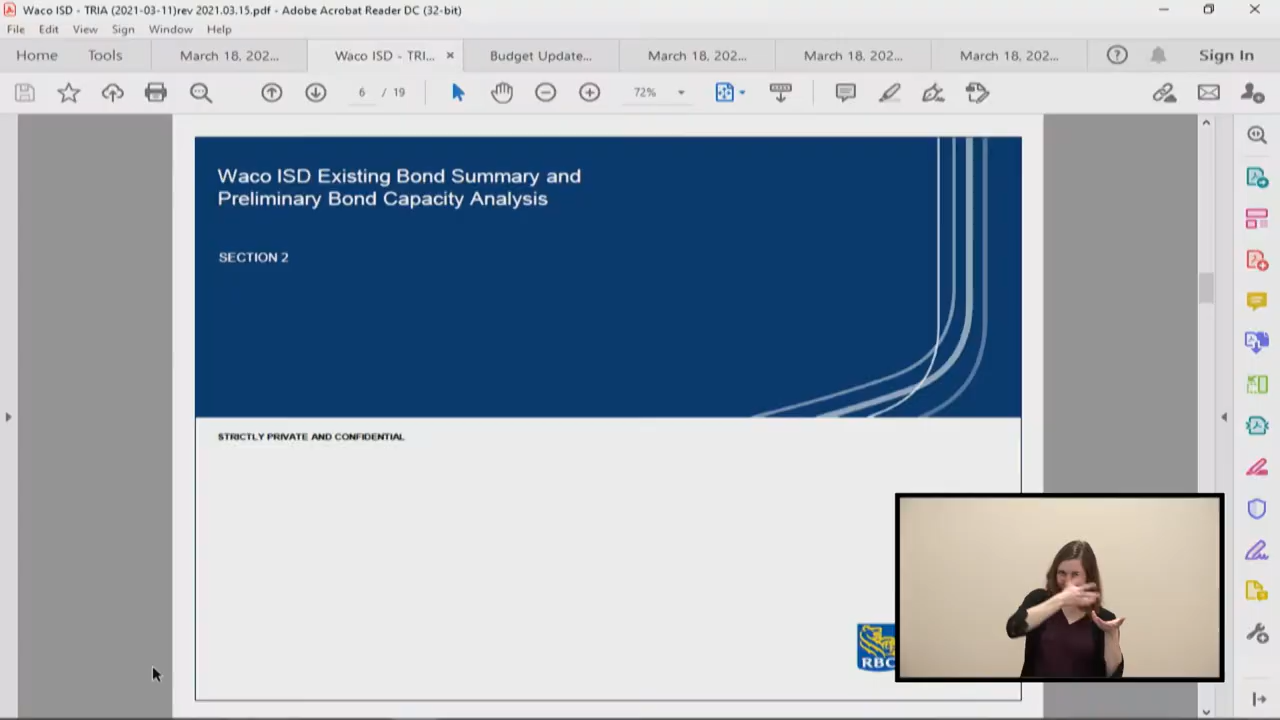 Waco ISD - TRIA (2021-03-11)rev 2021.03.15.pdf - Adobe Acrobat Reader DC (32-bit)
File Edit View Sign Window Help
Home Tools March 18, 202... Waco ISD - TRI... × Budget Update... March 18, 202... March 18, 202... March 18, 202... Sign In
6 / 19 72%
Waco ISD Existing Bond Summary and
Preliminary Bond Capacity Analysis
SECTION 2
STRICTLY PRIVATE AND CONFIDENTIAL
RBC